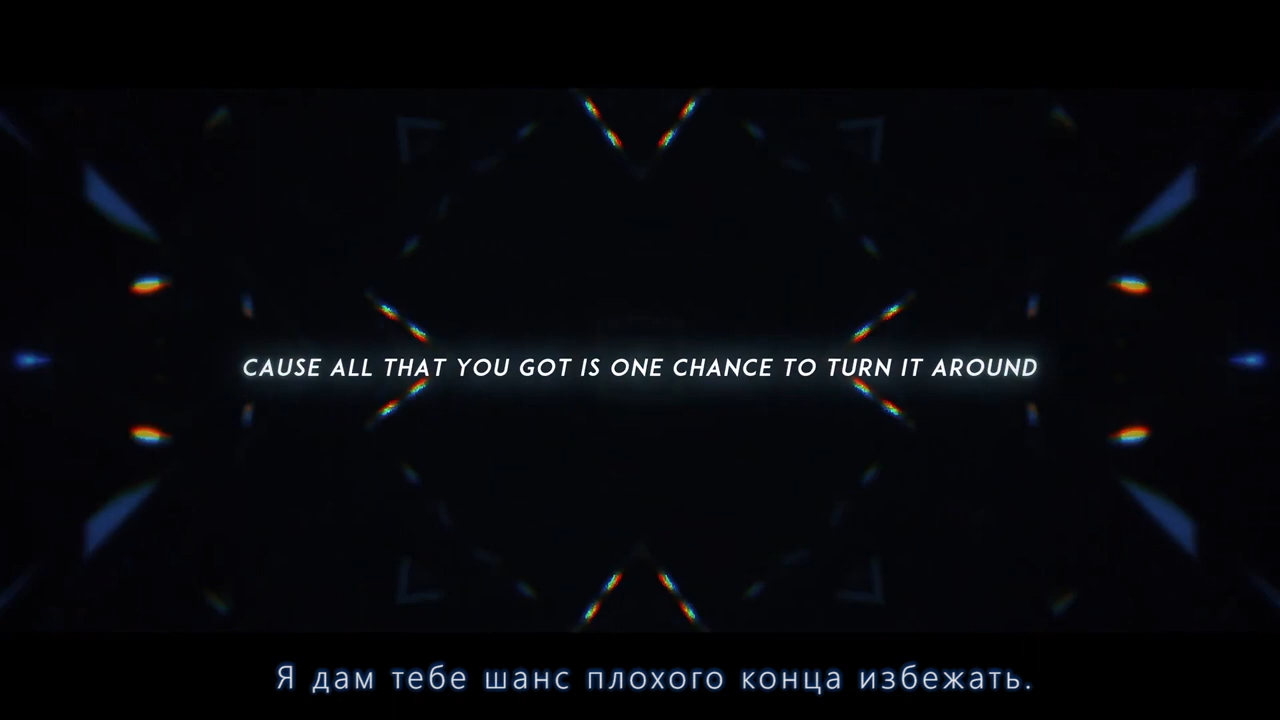 CAUSE ALL THAT YOU GOT IS ONE CHANCE TO TURN IT AROUND
Я дам тебе шанс плохого конца избежать.